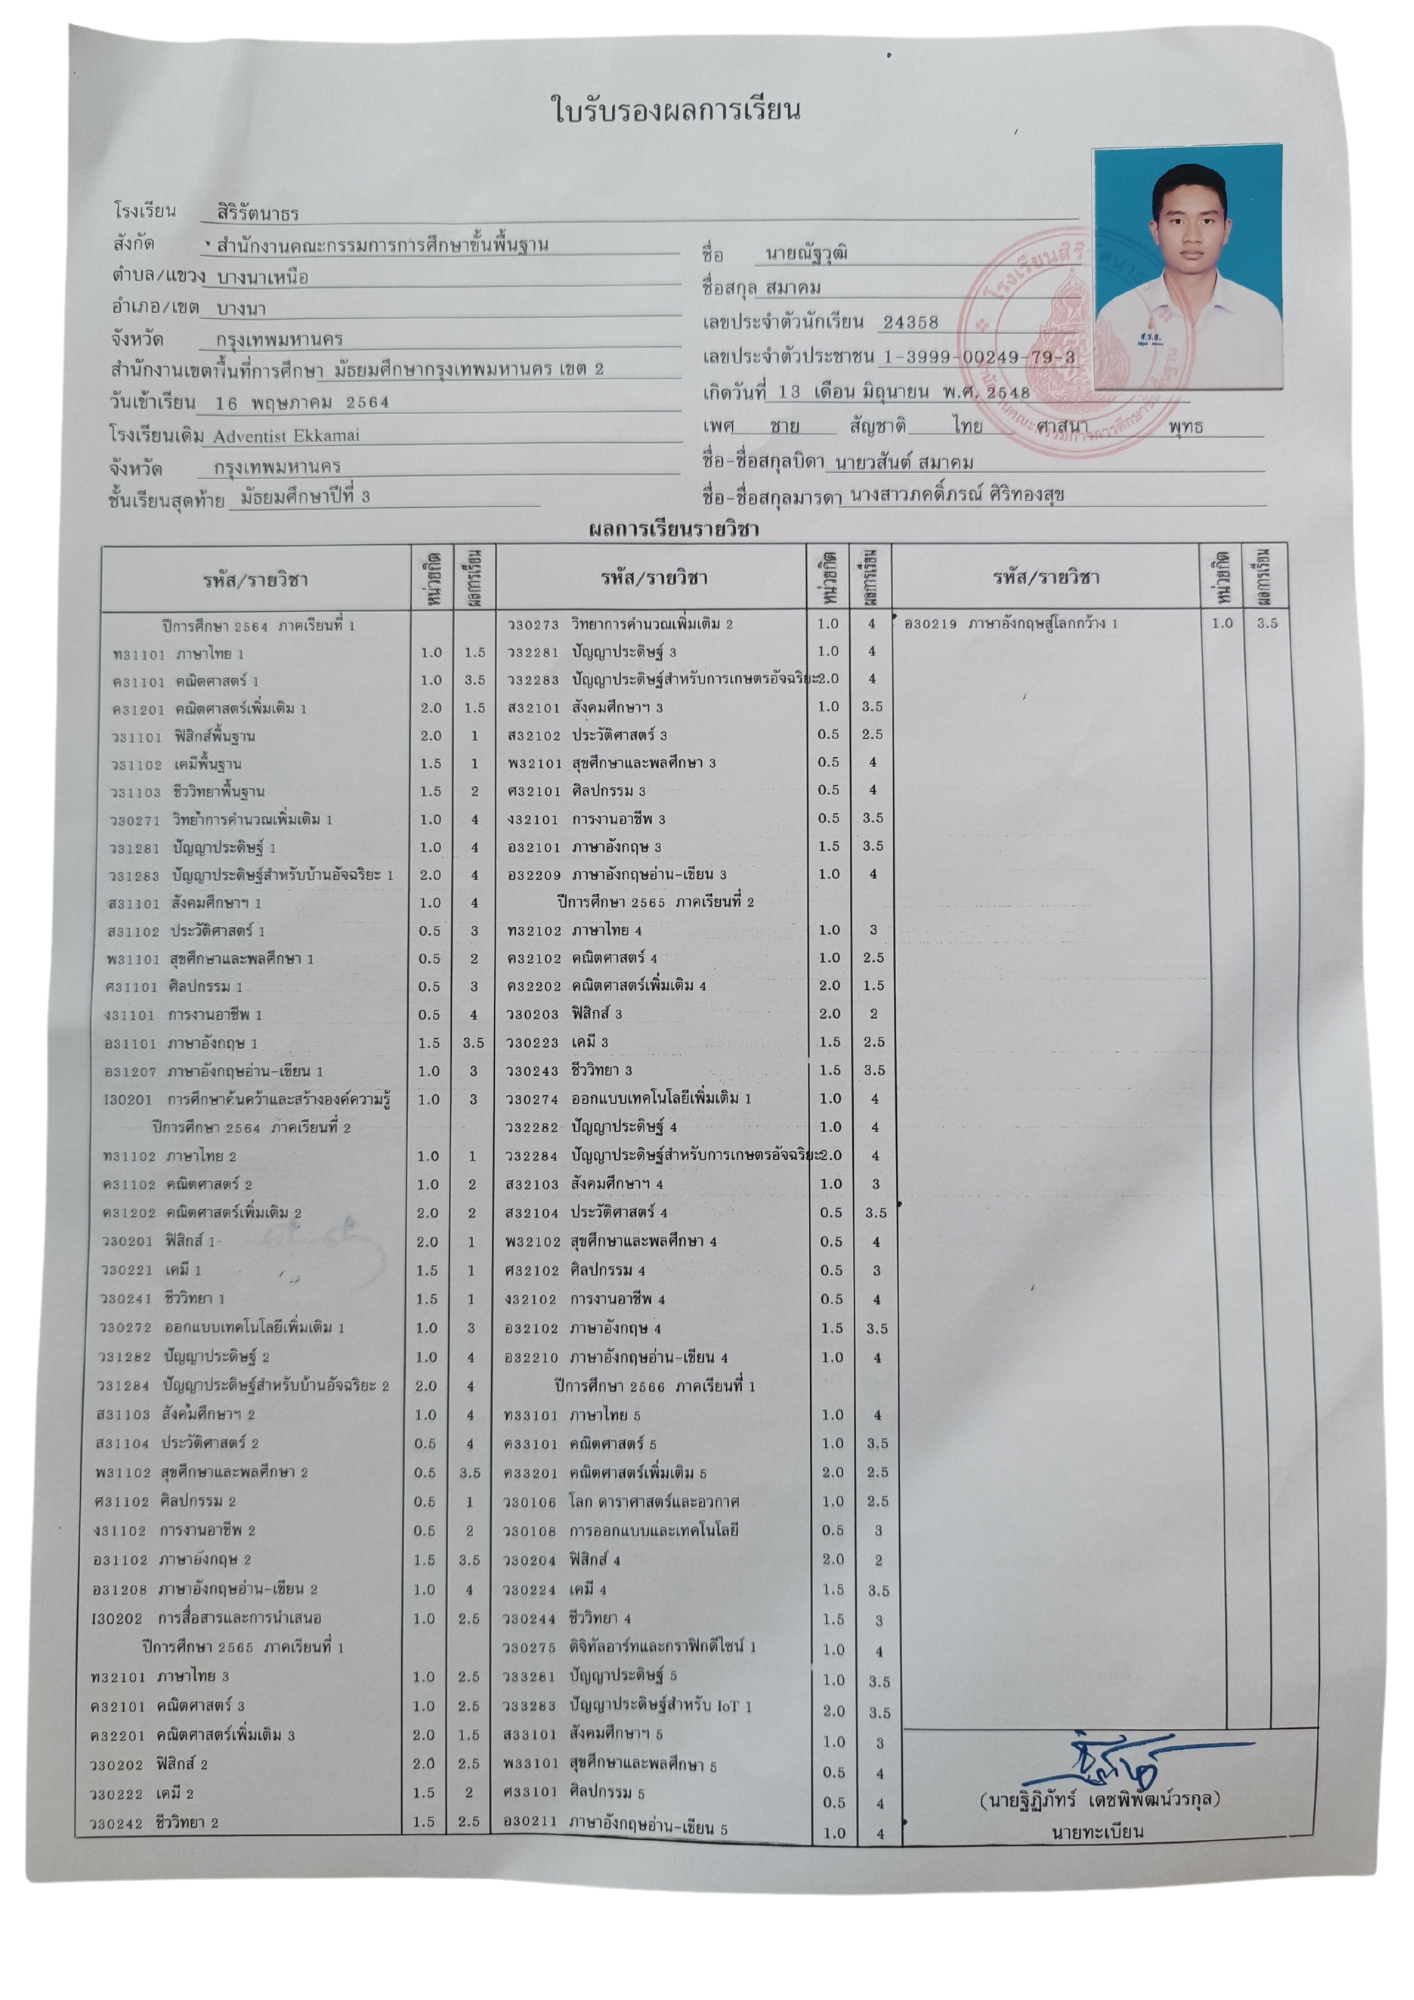 ใบรับรองผลการเรียน
โรงเรียน สิริรัตนาธร
สังกัด สำนักงานคณะกรรมการการศึกษาขั้นพื้นฐาน
ตำบล/แขวง บางนาเหนือ
อำเภอ/เขต บางนา
จังหวัด กรุงเทพมหานคร
สำนักงานเขตพื้นที่การศึกษา มัธยมศึกษากรุงเทพมหานคร เขต 2
วันเข้าเรียน 16 พฤษภาคม 2564
โรงเรียนเดิม Adventist Ekkamai
จังหวัด กรุงเทพมหานคร
ชั้นเรียนสุดท้าย มัธยมศึกษาปีที่ 3
ชื่อ นายณัฐวุฒิ
ชื่อสกุล สมาคม
เลขประจำตัวนักเรียน 24358
เลขประจำตัวประชาชน 1-3999-00249-79-3
เกิดวันที่ 13 เดือน มิถุนายน พ.ศ. 2548
เพศ ชาย สัญชาติ ไทย ศาสนา พุทธ
ชื่อ-ชื่อสกุลบิดา นายวสันต์ สมาคม
ชื่อ-ชื่อสกุลมารดา นางสาวภคดิ์ภรณ์ ศิริทองสุข
ผลการเรียนรายวิชา
รหัส/รายวิชา หน่วยกิต ผลการเรียน
ปีการศึกษา 2564 ภาคเรียนที่ 1
ท31101 ภาษาไทย 1 1.0 1.5
ค31101 คณิตศาสตร์ 1 1.0 3.5
ค31201 คณิตศาสตร์เพิ่มเติม 1 2.0 1.5
ว31101 ฟิสิกส์พื้นฐาน 2.0 1
ว31102 เคมีพื้นฐาน 1.5 1
ว31103 ชีววิทยาพื้นฐาน 1.5 2
ว30271 วิทยาการคำนวณเพิ่มเติม 1 1.0 4
ว31281 ปัญญาประดิษฐ์ 1 1.0 4
ว31283 ปัญญาประดิษฐ์สำหรับบ้านอัจฉริยะ 1 2.0 4
ส31101 สังคมศึกษาฯ 1 1.0 4
ส31102 ประวัติศาสตร์ 1 0.5 3
พ31101 สุขศึกษาและพลศึกษา 1 0.5 2
ศ31101 ศิลปกรรม 1 0.5 3
ง31101 การงานอาชีพ 1 0.5 4
อ31101 ภาษาอังกฤษ 1 1.5 3.5
อ31207 ภาษาอังกฤษอ่าน-เขียน 1 1.0 3
I30201 การศึกษาค้นคว้าและสร้างองค์ความรู้ 1.0 3
ปีการศึกษา 2564 ภาคเรียนที่ 2
ท31102 ภาษาไทย 2 1.0 1
ค31102 คณิตศาสตร์ 2 1.0 2
ค31202 คณิตศาสตร์เพิ่มเติม 2 2.0 2
ว30201 ฟิสิกส์ 1 2.0 1
ว30221 เคมี 1 1.5 1
ว30241 ชีววิทยา 1 1.5 1
ว30272 ออกแบบเทคโนโลยีเพิ่มเติม 1 1.0 3
ว31282 ปัญญาประดิษฐ์ 2 1.0 4
ว31284 ปัญญาประดิษฐ์สำหรับบ้านอัจฉริยะ 2 2.0 4
ส31103 สังคมศึกษาฯ 2 1.0 4
ส31104 ประวัติศาสตร์ 2 0.5 4
พ31102 สุขศึกษาและพลศึกษา 2 0.5 3.5
ศ31102 ศิลปกรรม 2 0.5 1
ง31102 การงานอาชีพ 2 0.5 2
อ31102 ภาษาอังกฤษ 2 1.5 3.5
อ31208 ภาษาอังกฤษอ่าน-เขียน 2 1.0 4
I30202 การสื่อสารและการนำเสนอ 1.0 2.5
ปีการศึกษา 2565 ภาคเรียนที่ 1
ท32101 ภาษาไทย 3 1.0 2.5
ค32101 คณิตศาสตร์ 3 1.0 2.5
ค32201 คณิตศาสตร์เพิ่มเติม 3 2.0 1.5
ว30202 ฟิสิกส์ 2 2.0 2.5
ว30222 เคมี 2 1.5 2
ว30242 ชีววิทยา 2 1.5 2.5
รหัส/รายวิชา หน่วยกิต ผลการเรียน
ว30273 วิทยาการคำนวณเพิ่มเติม 2 1.0 4
ว32281 ปัญญาประดิษฐ์ 3 1.0 4
ว32283 ปัญญาประดิษฐ์สำหรับการเกษตรอัจฉริยะ 2.0 4
ส32101 สังคมศึกษาฯ 3 1.0 3.5
ส32102 ประวัติศาสตร์ 3 0.5 2.5
พ32101 สุขศึกษาและพลศึกษา 3 0.5 4
ศ32101 ศิลปกรรม 3 0.5 4
ง32101 การงานอาชีพ 3 0.5 3.5
อ32101 ภาษาอังกฤษ 3 1.5 3.5
อ32209 ภาษาอังกฤษอ่าน-เขียน 3 1.0 4
ปีการศึกษา 2565 ภาคเรียนที่ 2
ท32102 ภาษาไทย 4 1.0 3
ค32102 คณิตศาสตร์ 4 1.0 2.5
ค32202 คณิตศาสตร์เพิ่มเติม 4 2.0 1.5
ว30203 ฟิสิกส์ 3 2.0 2
ว30223 เคมี 3 1.5 2.5
ว30243 ชีววิทยา 3 1.5 3.5
ว30274 ออกแบบเทคโนโลยีเพิ่มเติม 1 1.0 4
ว32282 ปัญญาประดิษฐ์ 4 1.0 4
ว32284 ปัญญาประดิษฐ์สำหรับการเกษตรอัจฉริยะ 2.0 4
ส32103 สังคมศึกษาฯ 4 1.0 3
ส32104 ประวัติศาสตร์ 4 0.5 3.5
พ32102 สุขศึกษาและพลศึกษา 4 0.5 4
ศ32102 ศิลปกรรม 4 0.5 3
ง32102 การงานอาชีพ 4 0.5 4
อ32102 ภาษาอังกฤษ 4 1.5 3.5
อ32210 ภาษาอังกฤษอ่าน-เขียน 4 1.0 4
ปีการศึกษา 2566 ภาคเรียนที่ 1
ท33101 ภาษาไทย 5 1.0 4
ค33101 คณิตศาสตร์ 5 1.0 3.5
ค33201 คณิตศาสตร์เพิ่มเติม 5 2.0 2.5
ว30106 โลก ดาราศาสตร์และอวกาศ 1.0 2.5
ว30108 การออกแบบและเทคโนโลยี 0.5 3
ว30204 ฟิสิกส์ 4 2.0 2
ว30224 เคมี 4 1.5 3.5
ว30244 ชีววิทยา 4 1.5 3
ว30275 ดิจิทัลอาร์ทและกราฟิกดีไซน์ 1 1.0 4
ว33281 ปัญญาประดิษฐ์ 5 1.0 3.5
ว33283 ปัญญาประดิษฐ์สำหรับ IoT 1 2.0 3.5
ส33101 สังคมศึกษาฯ 5 1.0 3
พ33101 สุขศึกษาและพลศึกษา 5 0.5 4
ศ33101 ศิลปกรรม 5 0.5 4
อ30211 ภาษาอังกฤษอ่าน-เขียน 5 1.0 4
รหัส/รายวิชา หน่วยกิต ผลการเรียน
อ30219 ภาษาอังกฤษสู่โลกกว้าง 1 1.0 3.5
(นายฐิฏิภัทร์ เดชพิพัฒน์วรกุล)
นายทะเบียน